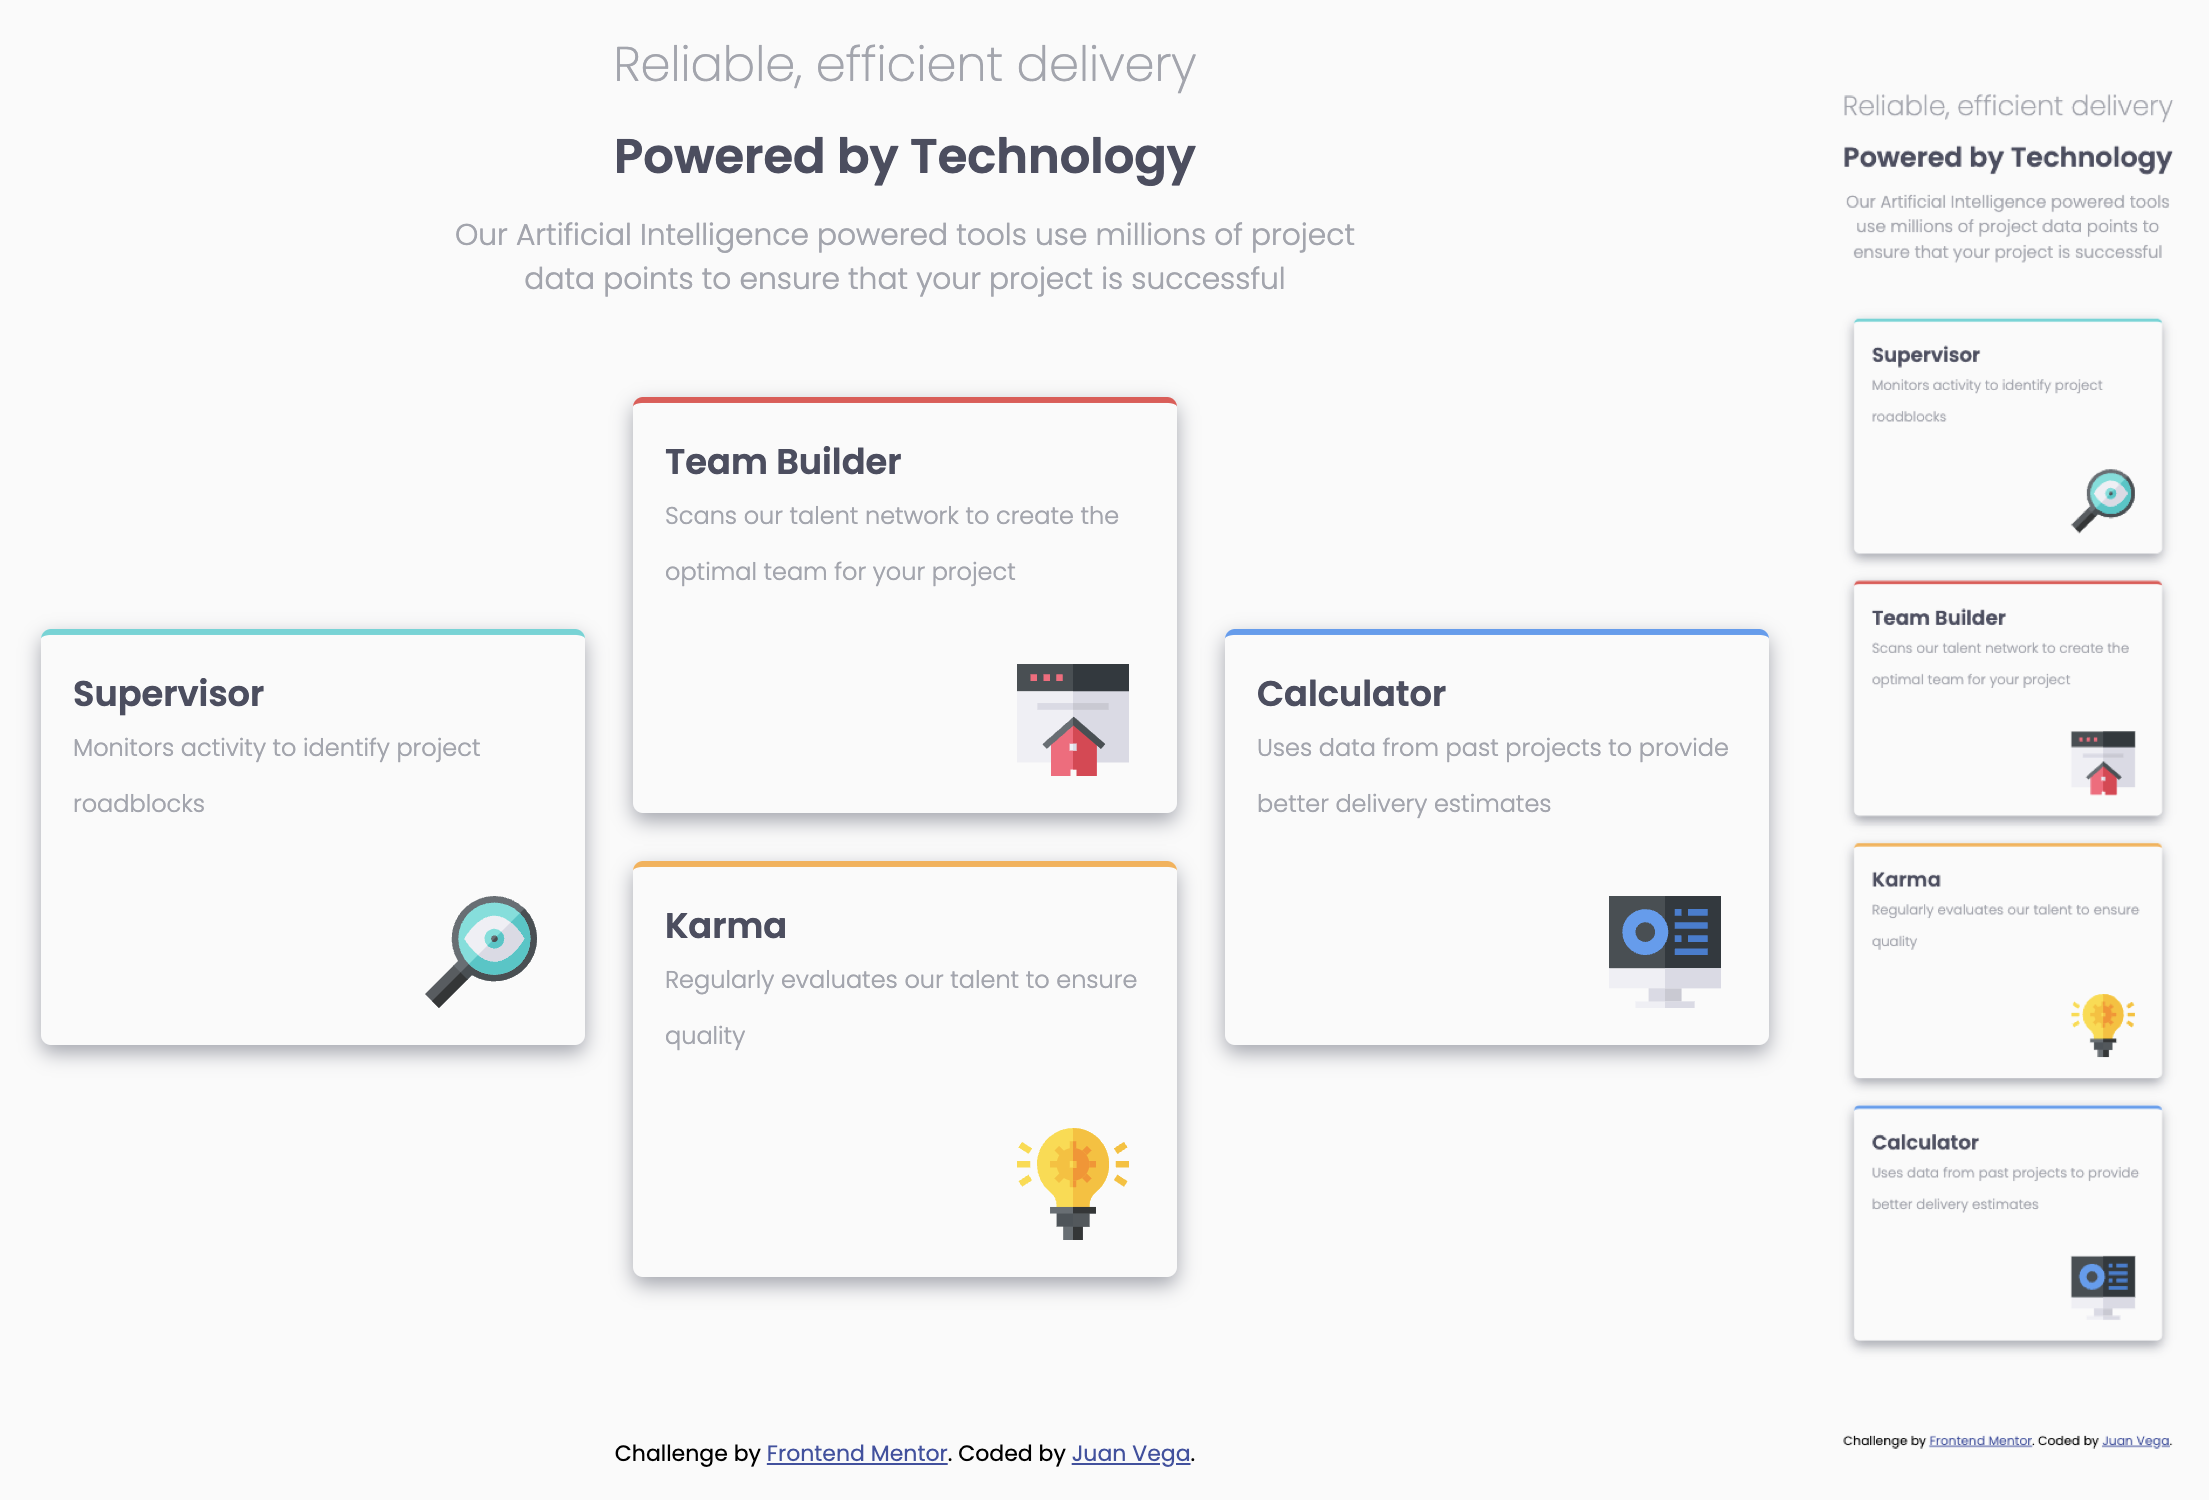 Reliable, efficient delivery
Powered by Technology
Our Artificial Intelligence powered tools use millions of project
data points to ensure that your project is successful
Supervisor
Monitors activity to identify project
roadblocks
Team Builder
Scans our talent network to create the
optimal team for your project
Karma
Regularly evaluates our talent to ensure
quality
Calculator
Uses data from past projects to provide
better delivery estimates
Challenge by Frontend Mentor. Coded by Juan Vega.
Reliable, efficient delivery
Powered by Technology
Our Artificial Intelligence powered tools
use millions of project data points to
ensure that your project is successful
Supervisor
Monitors activity to identify project
roadblocks
Team Builder
Scans our talent network to create the
optimal team for your project
Karma
Regularly evaluates our talent to ensure
quality
Calculator
Uses data from past projects to provide
better delivery estimates
Challenge by Frontend Mentor. Coded by Juan Vega.